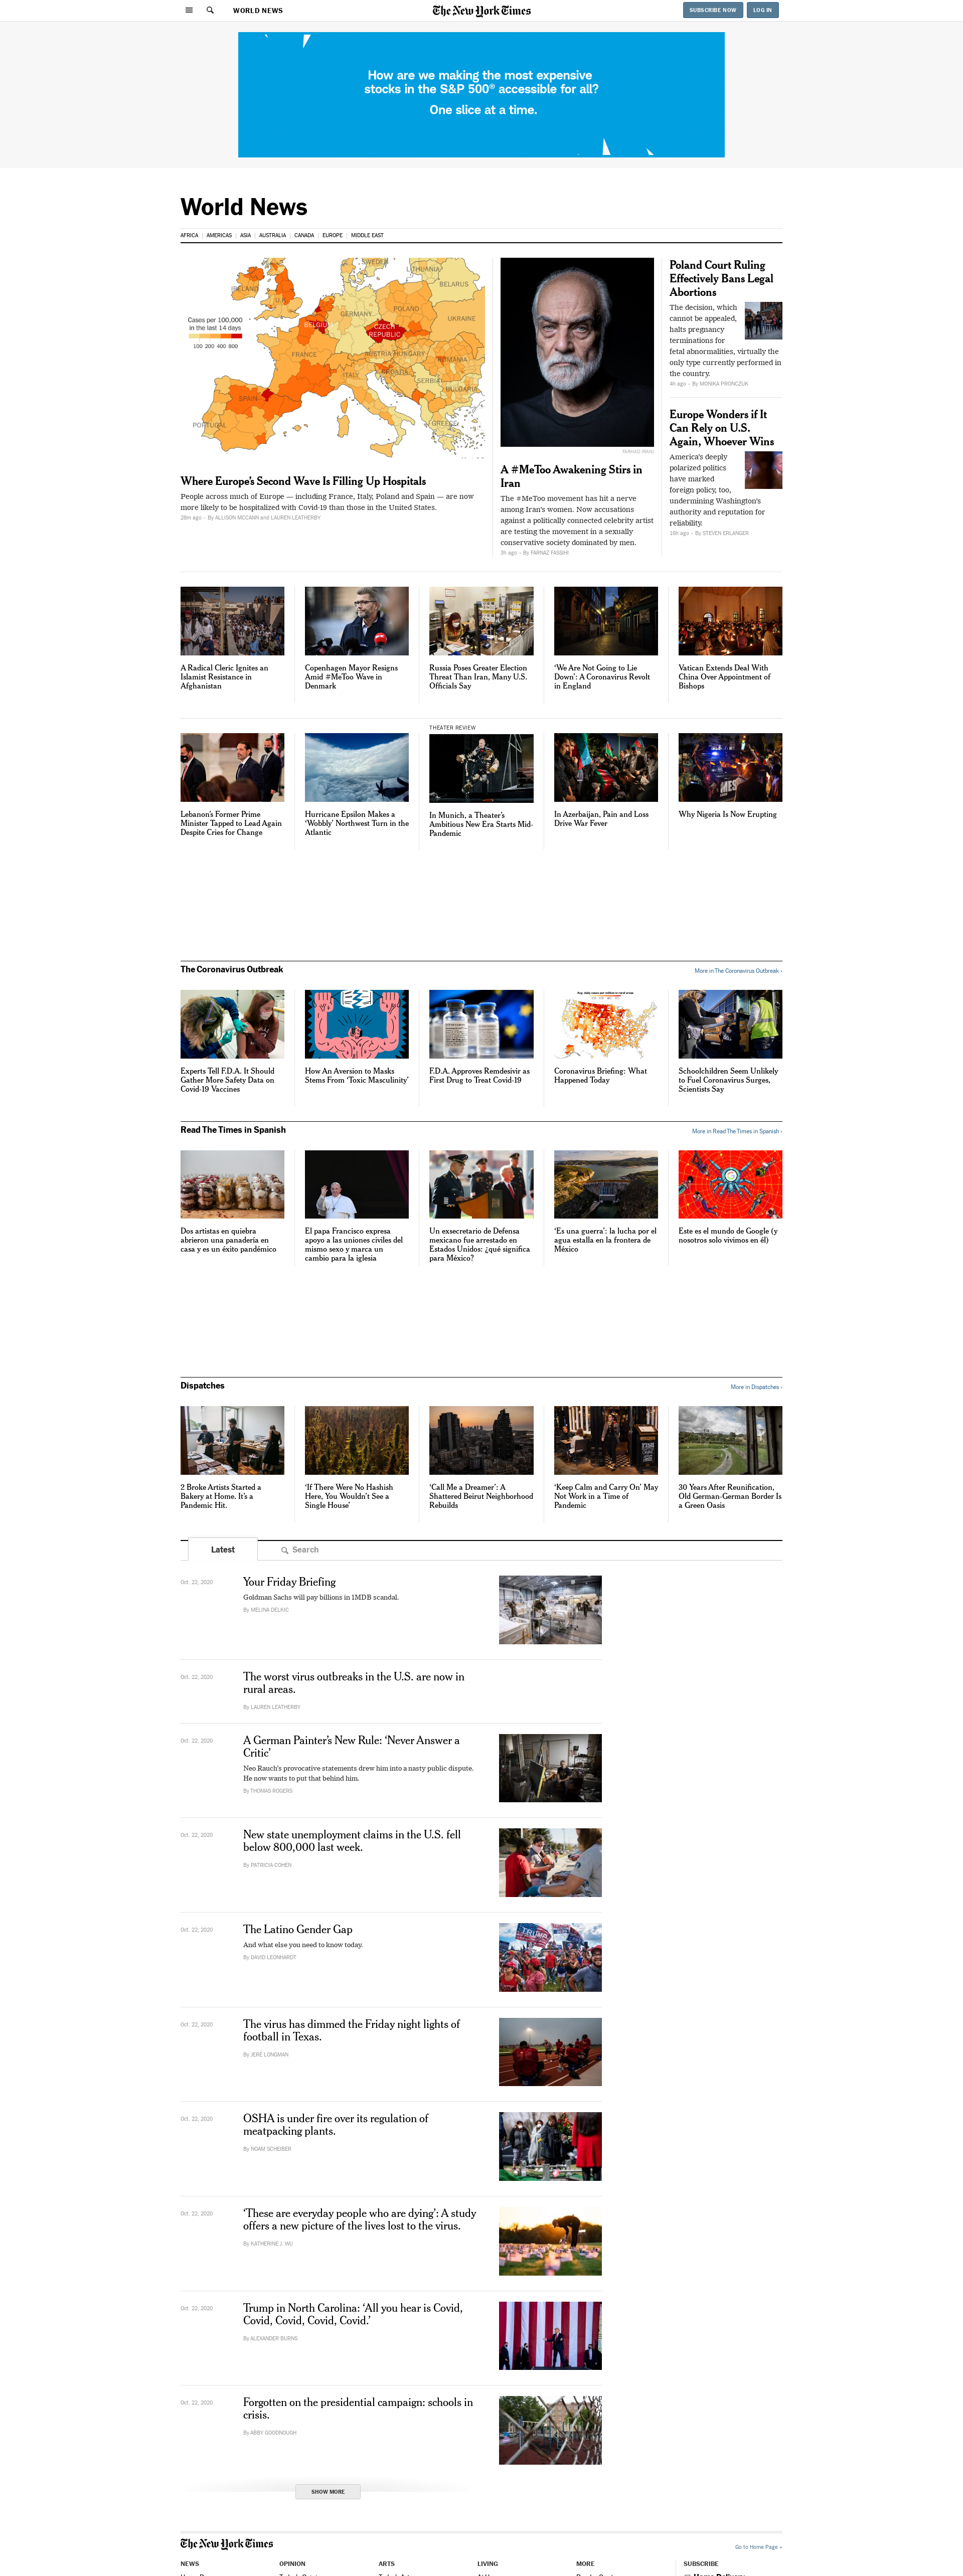 WORLD NEWS
The New York Times
SUBSCRIBE NOW
LOG IN
How are we making the most expensive
stocks in the S&P 500® accessible for all?
One slice at a time.
World News
AFRICA
AMERICAS
ASIA
AUSTRALIA
CANADA
EUROPE
MIDDLE EAST
SWEDEN
LITHUANIA
IRELAND
U.K.
BELARUS
Cases per 100,000
in the last 14 days
100 200 400 800
BELGIUM
GERMANY
POLAND
CZECH
REPUBLIC
UKRAINE
FRANCE
AUSTRIA
HUNGARY
ROMANIA
CROATIA
ITALY
SERBIA
BULGARIA
SPAIN
PORTUGAL
GREECE
Where Europe's Second Wave Is Filling Up Hospitals
People across much of Europe — including France, Italy, Poland and Spain — are now
more likely to be hospitalized with Covid-19 than those in the United States.
28m ago – By ALLISON MCCANN and LAUREN LEATHERBY
A #MeToo Awakening Stirs in
Iran
The #MeToo movement has hit a nerve
among Iran's women. Now accusations
against a politically connected celebrity artist
are testing the movement in a sexually
conservative society dominated by men.
3h ago – By FARNAZ FASSIHI
Poland Court Ruling
Effectively Bans Legal
Abortions
The decision, which
cannot be appealed,
halts pregnancy
terminations for
fetal abnormalities, virtually the
only type currently performed in
the country.
4h ago – By MONIKA PRONCZUK
Europe Wonders if It
Can Rely on U.S.
Again, Whoever Wins
America's deeply
polarized politics
have marked
foreign policy, too,
undermining Washington's
authority and reputation for
reliability.
16h ago – By STEVEN ERLANGER
A Radical Cleric Ignites an
Islamist Resistance in
Afghanistan
Copenhagen Mayor Resigns
Amid #MeToo Wave in
Denmark
Russia Poses Greater Election
Threat Than Iran, Many U.S.
Officials Say
‘We Are Not Going to Lie
Down’: A Coronavirus Revolt
in England
Vatican Extends Deal With
China Over Appointment of
Bishops
Lebanon's Former Prime
Minister Tapped to Lead Again
Despite Cries for Change
Hurricane Epsilon Makes a
‘Wobbly’ Northwest Turn in the
Atlantic
THEATER REVIEW
In Munich, a Theater's
Ambitious New Era Starts Mid-
Pandemic
In Azerbaijan, Pain and Loss
Drive War Fever
Why Nigeria Is Now Erupting
The Coronavirus Outbreak
More in The Coronavirus Outbreak ›
Experts Tell F.D.A. It Should
Gather More Safety Data on
Covid-19 Vaccines
How An Aversion to Masks
Stems From ‘Toxic Masculinity’
F.D.A. Approves Remdesivir as
First Drug to Treat Covid-19
Coronavirus Briefing: What
Happened Today
Schoolchildren Seem Unlikely
to Fuel Coronavirus Surges,
Scientists Say
Read The Times in Spanish
More in Read The Times in Spanish ›
Dos artistas en quiebra
abrieron una panadería en
casa y es un éxito pandémico
El papa Francisco expresa
apoyo a las uniones civiles del
mismo sexo y marca un
cambio para la iglesia
Un exsecretario de Defensa
mexicano fue arrestado en
Estados Unidos: ¿qué significa
para México?
‘Es una guerra’: la lucha por el
agua estalla en la frontera de
México
Este es el mundo de Google (y
nosotros solo vivimos en él)
Dispatches
More in Dispatches ›
2 Broke Artists Started a
Bakery at Home. It's a
Pandemic Hit.
‘If There Were No Hashish
Here, You Wouldn't See a
Single House’
‘Call Me a Dreamer’: A
Shattered Beirut Neighborhood
Rebuilds
‘Keep Calm and Carry On’ May
Not Work in a Time of
Pandemic
30 Years After Reunification,
Old German-German Border Is
a Green Oasis
Latest
Search
Oct. 22, 2020
Your Friday Briefing
Goldman Sachs will pay billions in 1MDB scandal.
By MELINA DELKIC
Oct. 22, 2020
The worst virus outbreaks in the U.S. are now in
rural areas.
By LAUREN LEATHERBY
Oct. 22, 2020
A German Painter's New Rule: ‘Never Answer a
Critic’
Neo Rauch's provocative statements drew him into a nasty public dispute.
He now wants to put that behind him.
By THOMAS ROGERS
Oct. 22, 2020
New state unemployment claims in the U.S. fell
below 800,000 last week.
By PATRICIA COHEN
Oct. 22, 2020
The Latino Gender Gap
And what else you need to know today.
By DAVID LEONHARDT
TRUMP
Oct. 22, 2020
The virus has dimmed the Friday night lights of
football in Texas.
By JERÉ LONGMAN
Oct. 22, 2020
OSHA is under fire over its regulation of
meatpacking plants.
By NOAM SCHEIBER
Oct. 22, 2020
‘These are everyday people who are dying’: A study
offers a new picture of the lives lost to the virus.
By KATHERINE J. WU
Oct. 22, 2020
Trump in North Carolina: ‘All you hear is Covid,
Covid, Covid, Covid, Covid.’
By ALEXANDER BURNS
Oct. 22, 2020
Forgotten on the presidential campaign: schools in
crisis.
By ABBY GOODNOUGH
SHOW MORE
The New York Times
Go to Home Page »
NEWS
OPINION
ARTS
LIVING
MORE
SUBSCRIBE